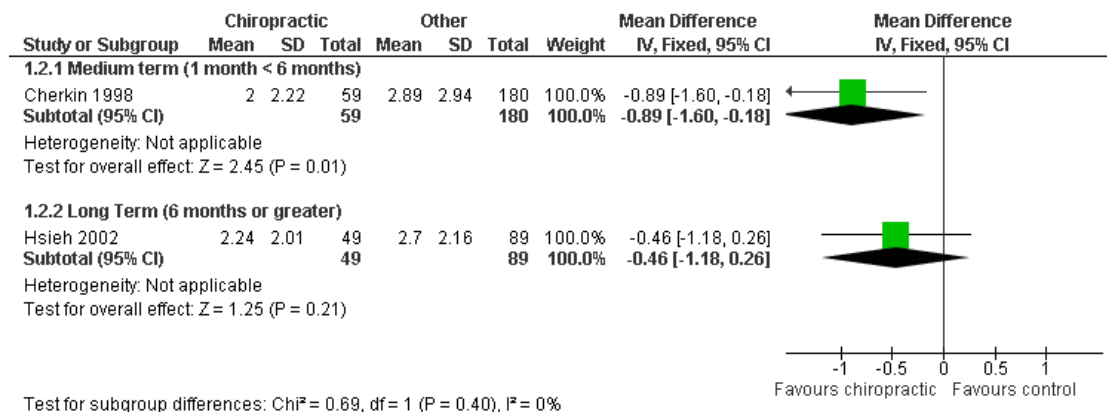 Chiropractic Other Mean Difference Mean Difference
Study or Subgroup Mean SD Total Mean SD Total Weight IV, Fixed, 95% CI IV, Fixed, 95% CI
1.2.1 Medium term (1 month < 6 months)
Cherkin 1998 2 2.22 59 2.89 2.94 180 100.0% -0.89 [-1.60, -0.18]
Subtotal (95% CI) 59 180 100.0% -0.89 [-1.60, -0.18]
Heterogeneity: Not applicable
Test for overall effect: Z = 2.45 (P = 0.01)
1.2.2 Long Term (6 months or greater)
Hsieh 2002 2.24 2.01 49 2.7 2.16 89 100.0% -0.46 [-1.18, 0.26]
Subtotal (95% CI) 49 89 100.0% -0.46 [-1.18, 0.26]
Heterogeneity: Not applicable
Test for overall effect: Z = 1.25 (P = 0.21)
-1 -0.5 0 0.5 1
Favours chiropractic Favours control
Test for subgroup differences: Chi² = 0.69, df = 1 (P = 0.40), I² = 0%